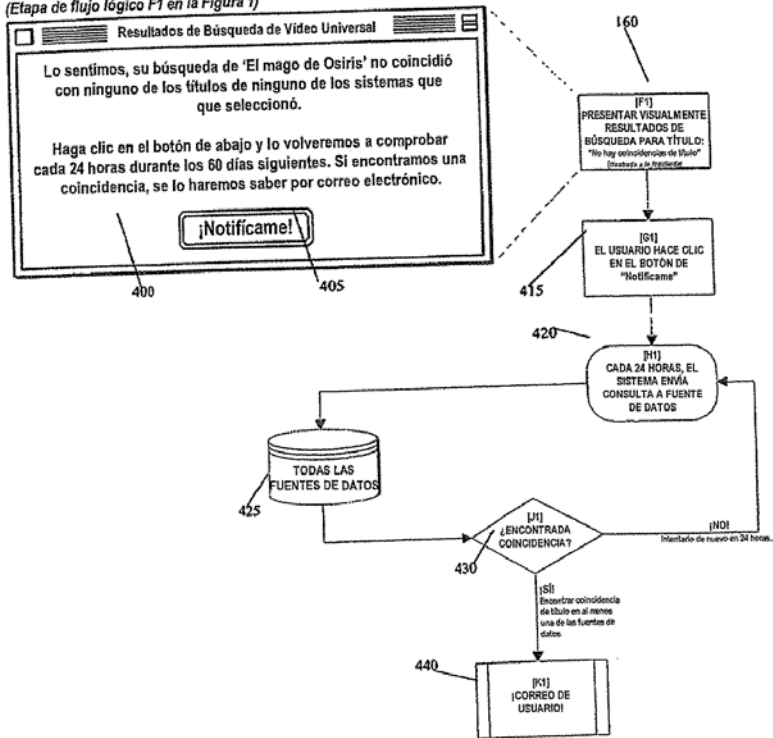 (Etapa de flujo lógico F1 en la Figura 1)
Resultados de Búsqueda de Vídeo Universal
Lo sentimos, su búsqueda de 'El mago de Osiris' no coincidió
con ninguno de los títulos de ninguno de los sistemas que
que seleccionó.
Haga clic en el botón de abajo y lo volveremos a comprobar
cada 24 horas durante los 60 días siguientes. Si encontramos una
coincidencia, se lo haremos saber por correo electrónico.
¡Notifícame!
400
405
160
[F1]
PRESENTAR VISUALMENTE
RESULTADOS DE
BÚSQUEDA PARA TÍTULO:
"No hay coincidencias de título"
[G1]
EL USUARIO HACE CLIC
EN EL BOTÓN DE
"Notifícame"
415
420
[H1]
CADA 24 HORAS, EL
SISTEMA ENVÍA
CONSULTA A FUENTE
DE DATOS
TODAS LAS
FUENTES DE DATOS
425
[J1]
¿ENCONTRADA
COINCIDENCIA?
430
¡NO!
Intentarlo de nuevo en 24 horas.
¡SÍ!
Encontrar coincidencia
de título en al menos
una de las fuentes de
datos
440
[K1]
¡CORREO DE
USUARIO!